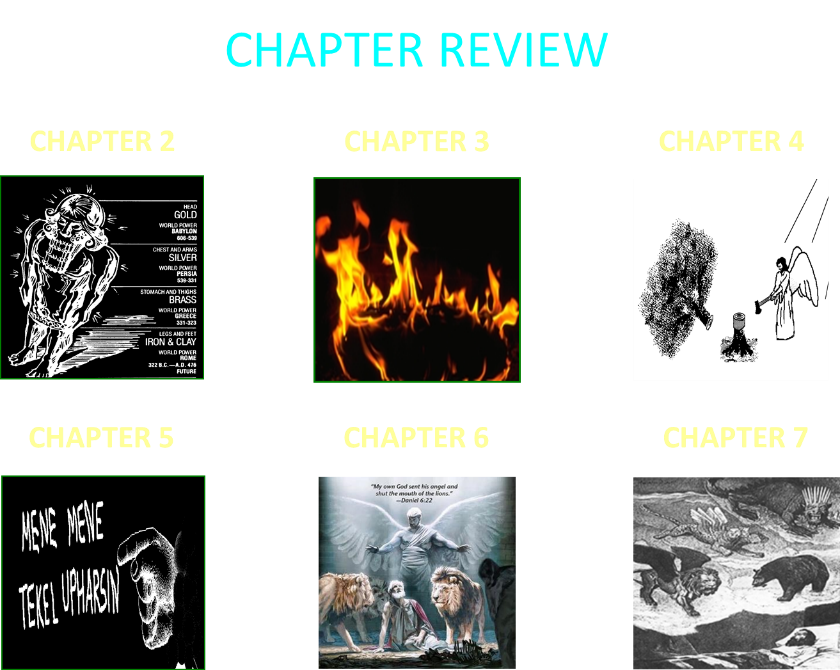 CHAPTER REVIEW
CHAPTER 2
CHAPTER 3
CHAPTER 4
HEAD
GOLD
WORLD POWER
BABYLON
606-539
CHEST AND ARMS
SILVER
WORLD POWER
PERSIA
539-331
STOMACH AND THIGHS
BRASS
WORLD POWER
GREECE
331-323
LEGS AND FEET
IRON & CLAY
WORLD POWER
ROME
322 B.C.—A.D. 476
FUTURE
CHAPTER 5
CHAPTER 6
CHAPTER 7
MENE MENE
TEKEL UPHARSIN
"My own God sent his angel and
shut the mouth of the lions."
—Daniel 6:22